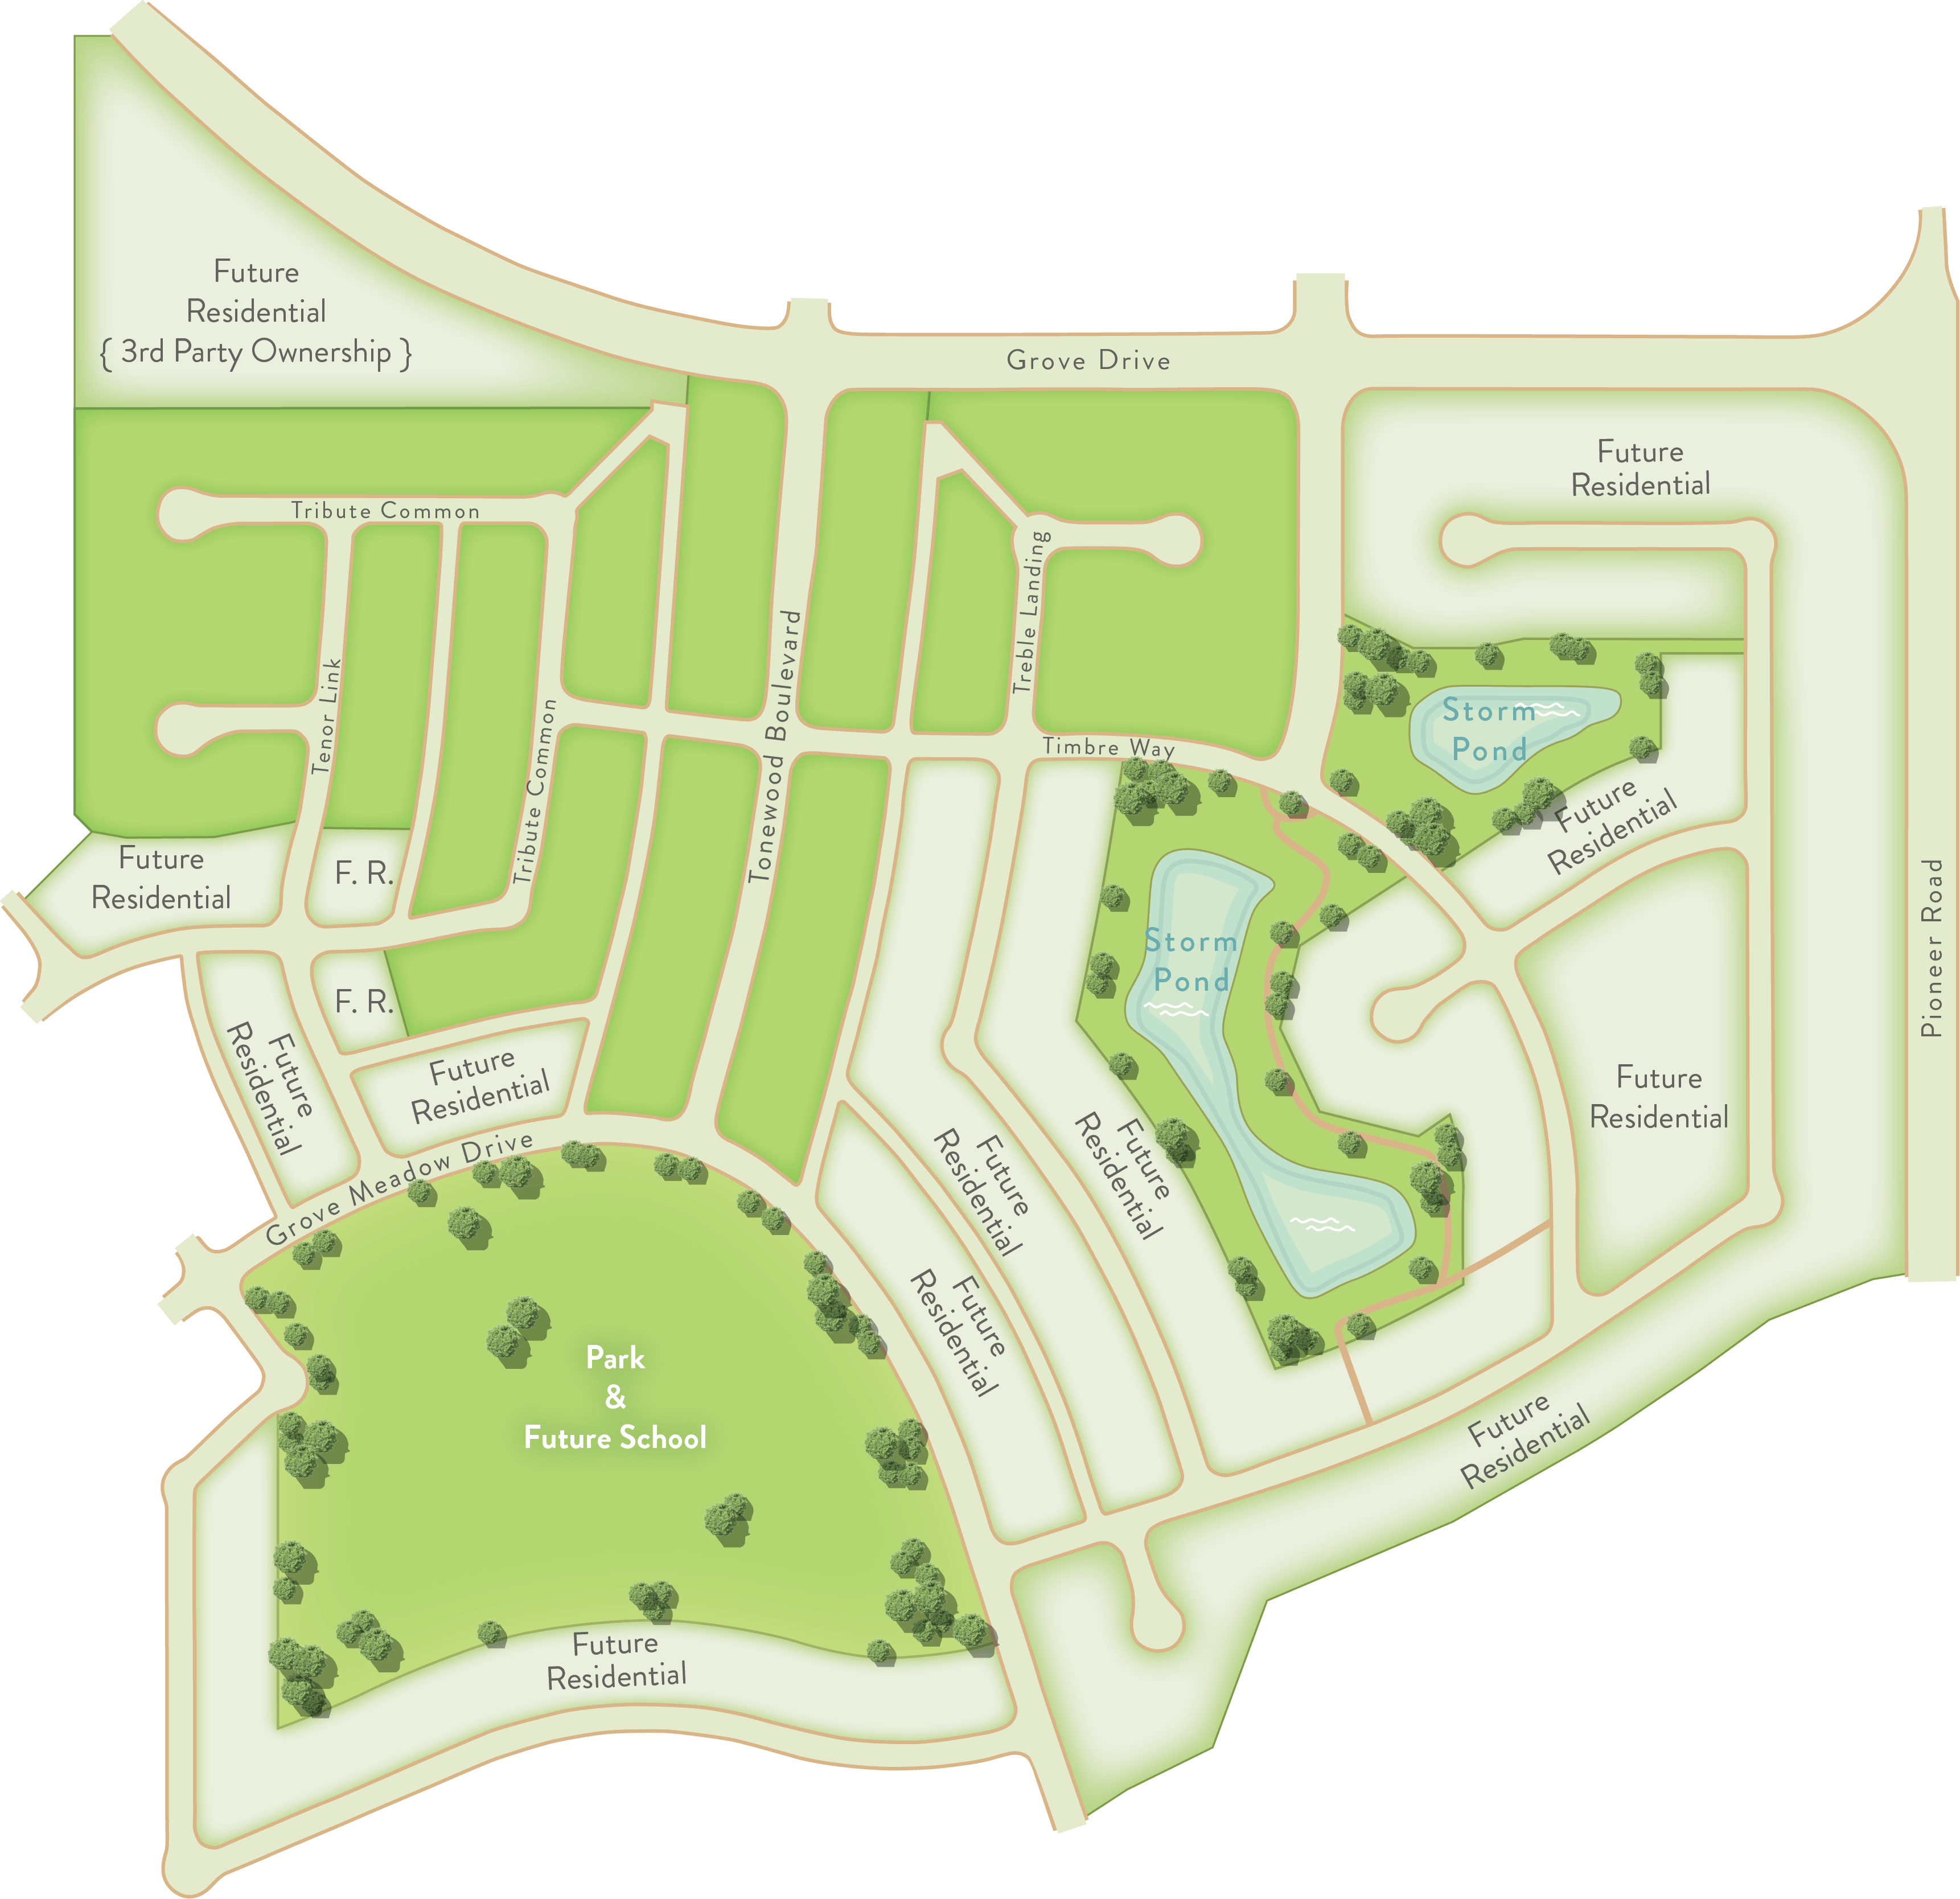 Future
Residential
{ 3rd Party Ownership }
Grove Drive
Future
Residential
Tribute Common
Treble Landing
Tenor Link
Tribute Common
Tonewood Boulevard
Timbre Way
Storm
Pond
Future
Residential
Future
Residential
F. R.
Storm
Pond
Pioneer Road
F. R.
Future
Residential
Future
Residential
Future
Residential
Grove Meadow Drive
Future
Residential
Future
Residential
Future
Residential
Park
&
Future School
Future
Residential
Future
Residential